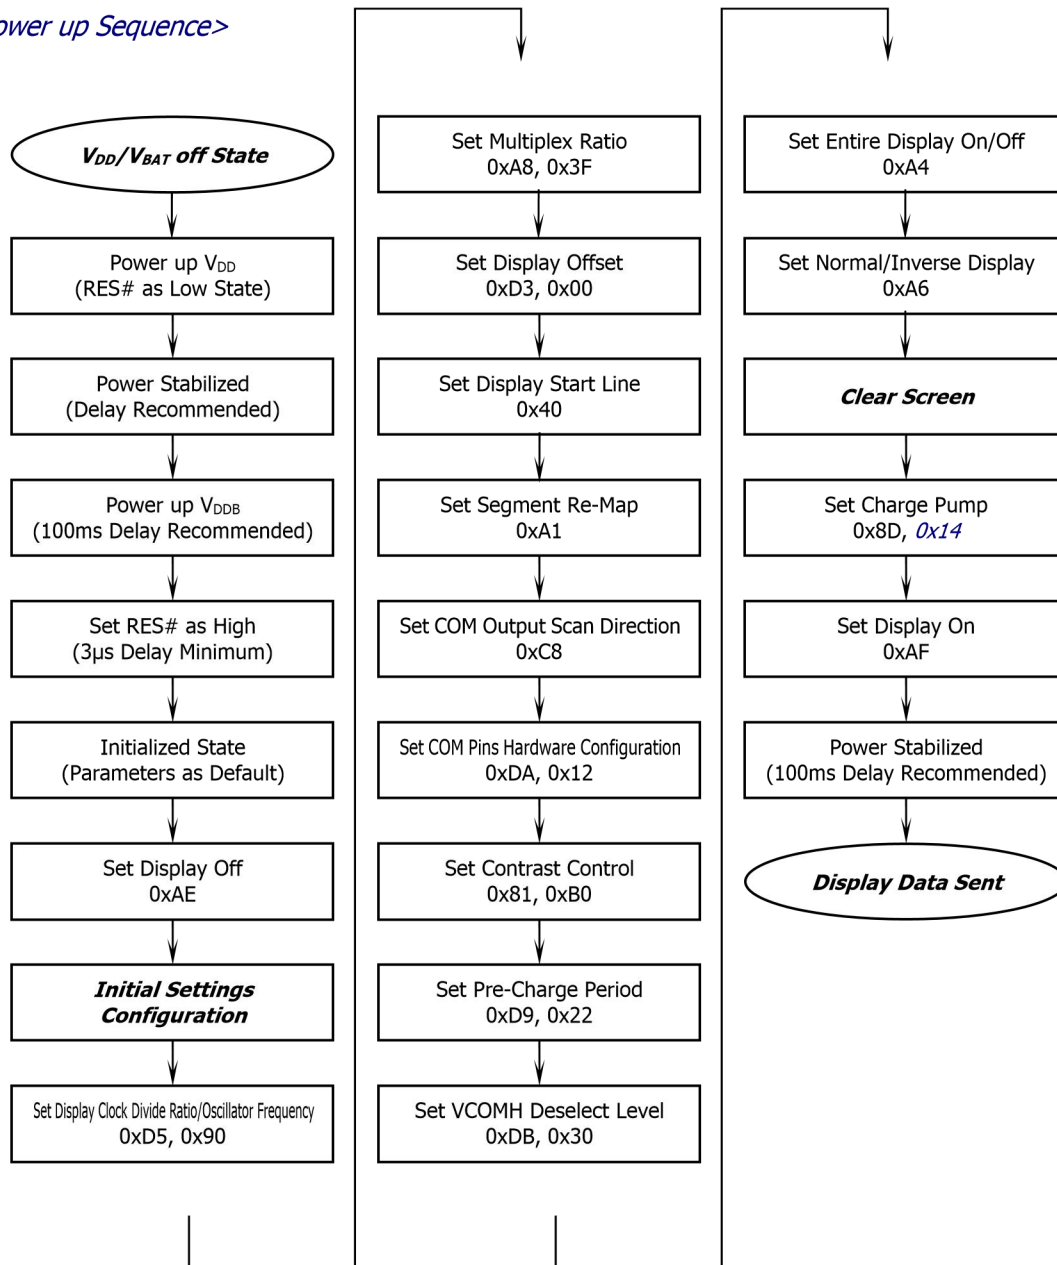 ower up Sequence>
VDD/VBAT off State
Power up VDD
(RES# as Low State)
Power Stabilized
(Delay Recommended)
Power up VDDB
(100ms Delay Recommended)
Set RES# as High
(3μs Delay Minimum)
Initialized State
(Parameters as Default)
Set Display Off
0xAE
Initial Settings
Configuration
Set Display Clock Divide Ratio/Oscillator Frequency
0xD5, 0x90
Set Multiplex Ratio
0xA8, 0x3F
Set Display Offset
0xD3, 0x00
Set Display Start Line
0x40
Set Segment Re-Map
0xA1
Set COM Output Scan Direction
0xC8
Set COM Pins Hardware Configuration
0xDA, 0x12
Set Contrast Control
0x81, 0xB0
Set Pre-Charge Period
0xD9, 0x22
Set VCOMH Deselect Level
0xDB, 0x30
Set Entire Display On/Off
0xA4
Set Normal/Inverse Display
0xA6
Clear Screen
Set Charge Pump
0x8D, 0x14
Set Display On
0xAF
Power Stabilized
(100ms Delay Recommended)
Display Data Sent